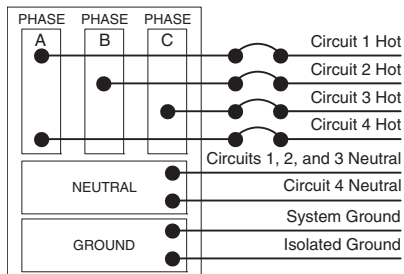 PHASE PHASE PHASE
A B C
Circuit 1 Hot
Circuit 2 Hot
Circuit 3 Hot
Circuit 4 Hot
Circuits 1, 2, and 3 Neutral
NEUTRAL
Circuit 4 Neutral
System Ground
GROUND
Isolated Ground